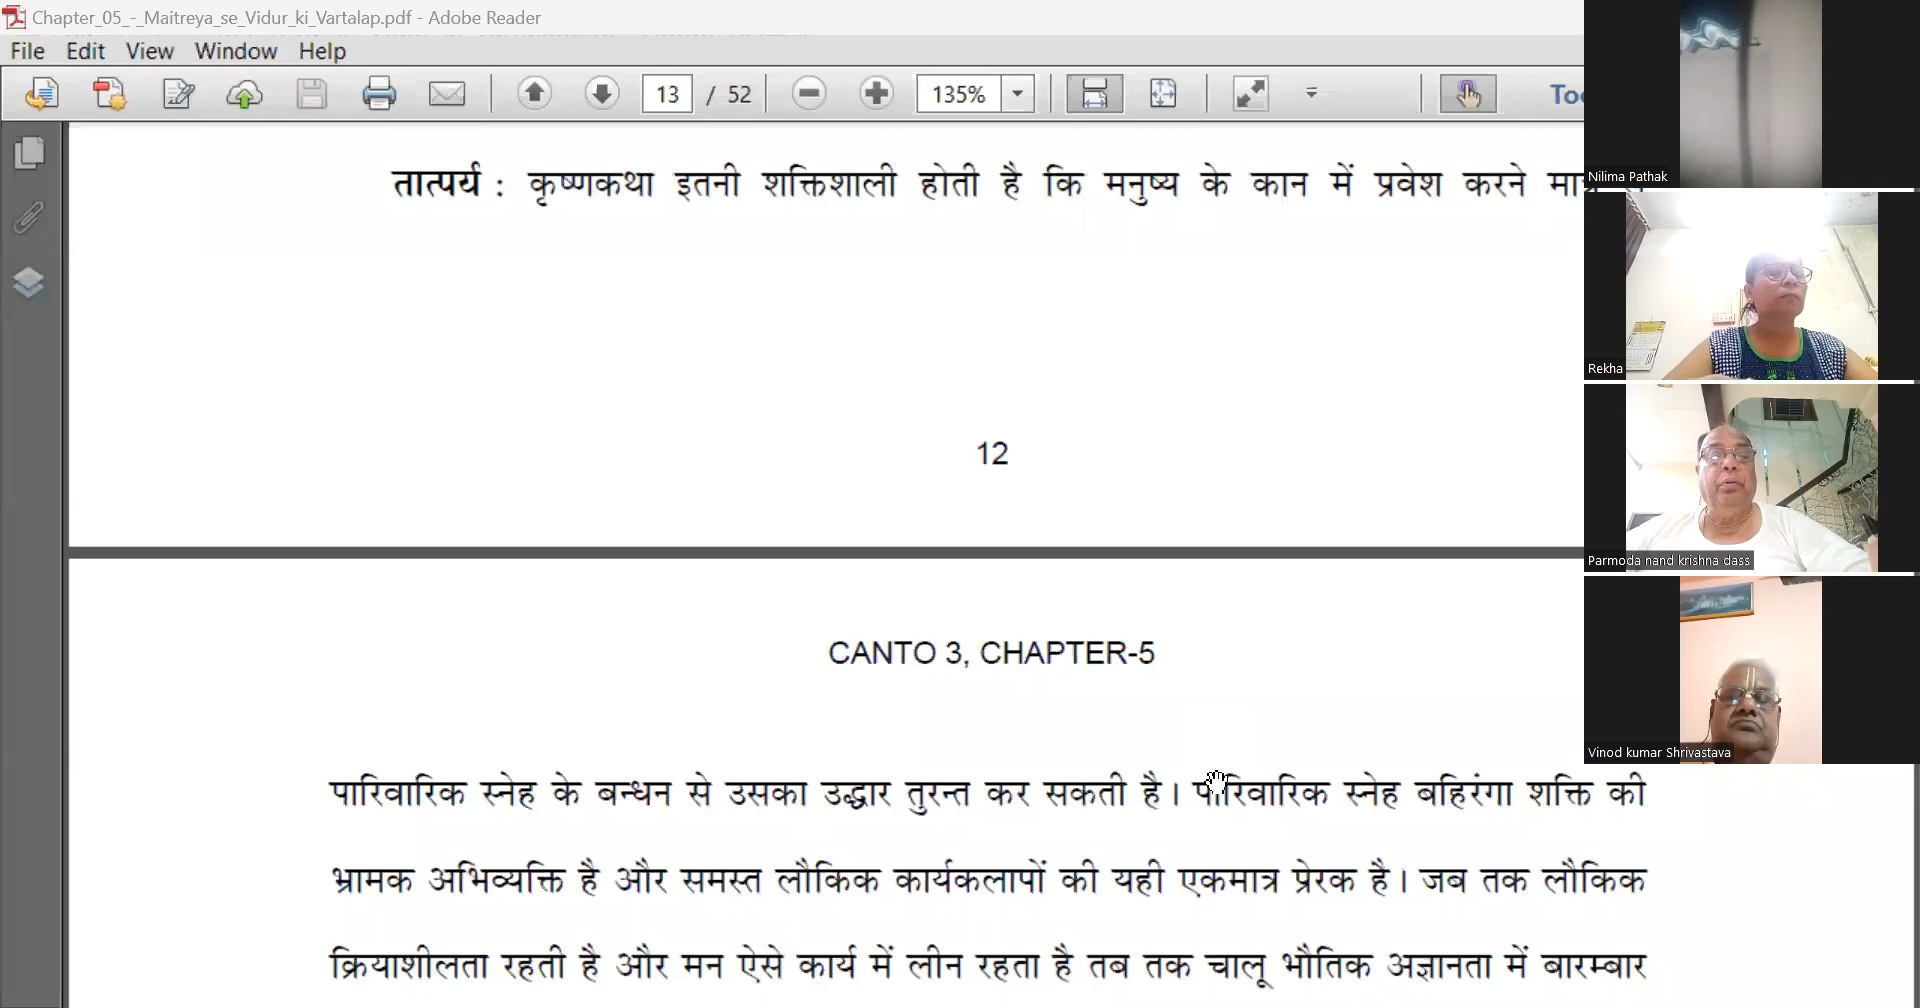 Chapter_05_-_Maitreya_se_Vidur_ki_Vartalap.pdf - Adobe Reader
File Edit View Window Help
13 / 52 135%
तात्पर्य : कृष्णकथा इतनी शक्तिशाली होती है कि मनुष्य के कान में प्रवेश करने
12
CANTO 3, CHAPTER-5
पारिवारिक स्नेह के बन्धन से उसका उद्धार तुरन्त कर सकती है। पारिवारिक स्नेह बहिरंगा शक्ति की
भ्रामक अभिव्यक्ति है और समस्त लौकिक कार्यकलापों की यही एकमात्र प्रेरक है। जब तक लौकिक
क्रियाशीलता रहती है और मन ऐसे कार्य में लीन रहता है तब तक चालू भौतिक अज्ञानता में बारम्बार
Nilima Pathak
Rekha
Parmoda nand krishna dass
Vinod kumar Shrivastava